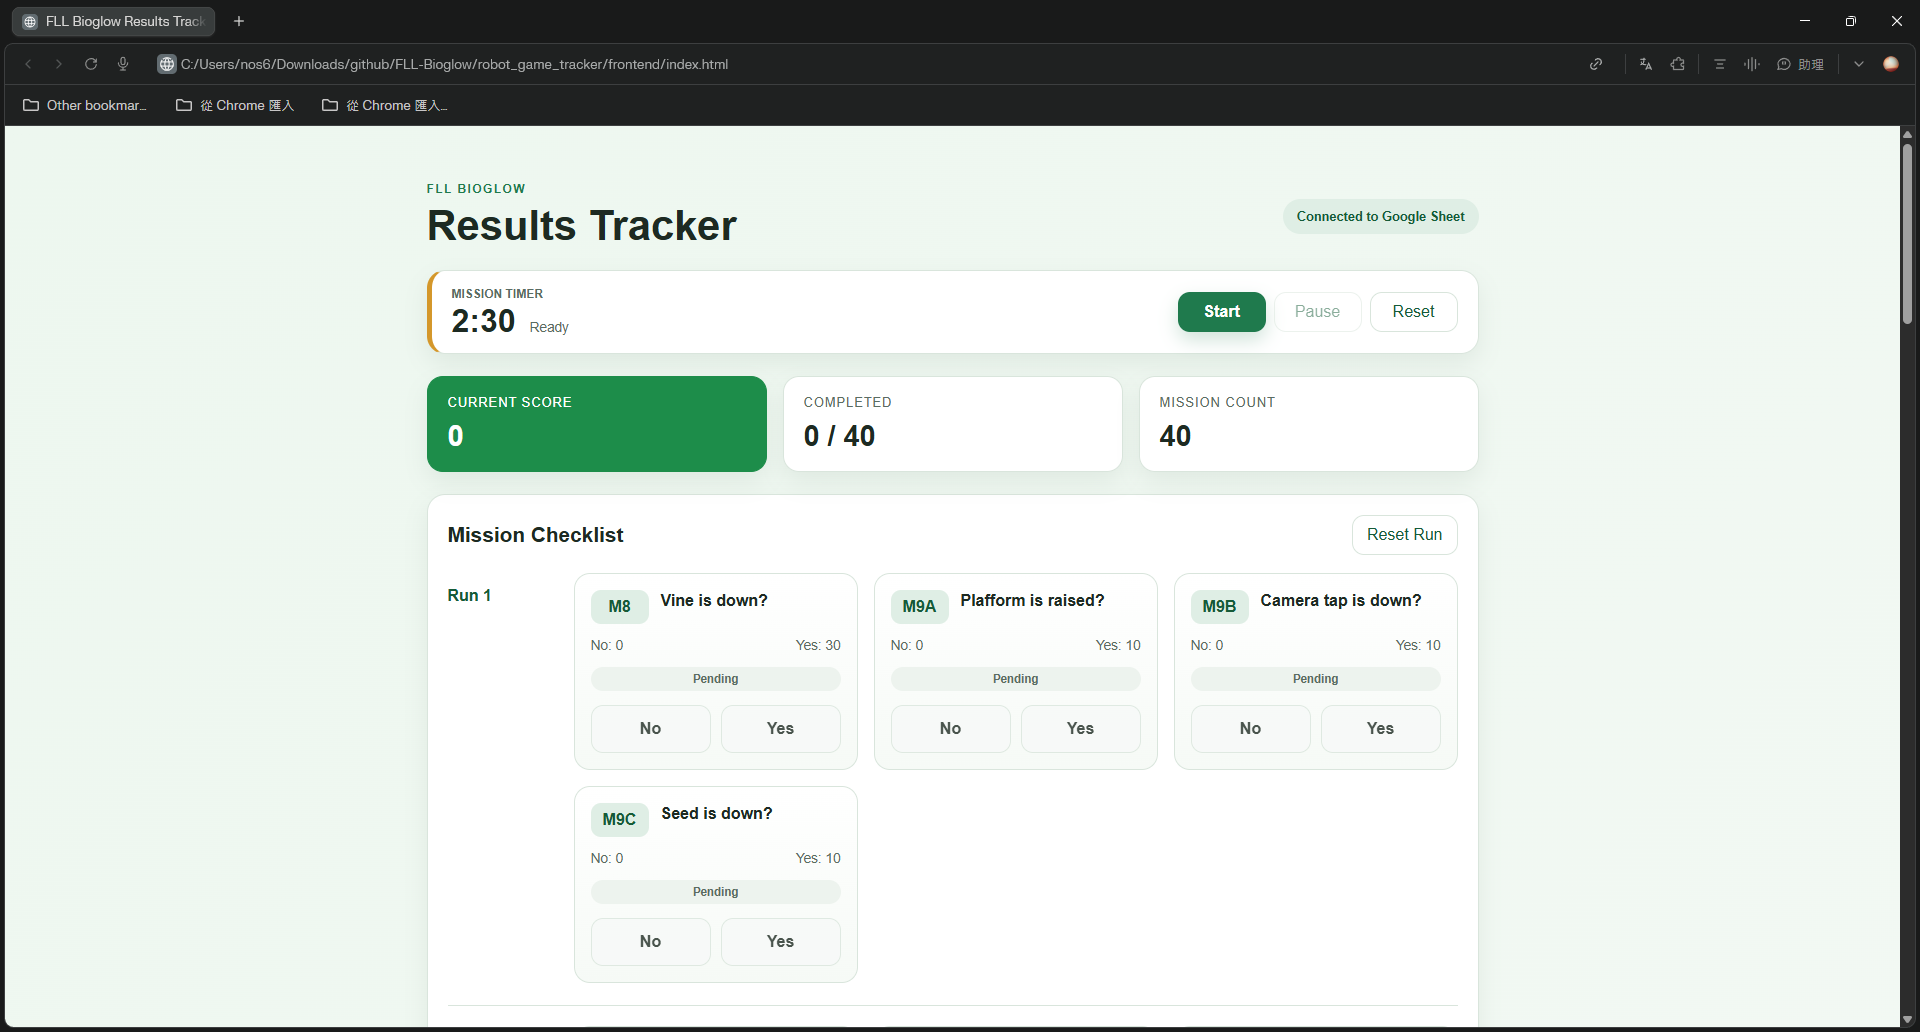 FLL Bioglow Results Track
C:/Users/nos6/Downloads/github/FLL-Bioglow/robot_game_tracker/frontend/index.html
助理
Other bookmar...
從 Chrome 匯入
從 Chrome 匯入...
FLL BIOGLOW
Results Tracker
Connected to Google Sheet
MISSION TIMER
2:30 Ready
Start
Pause
Reset
CURRENT SCORE
0
COMPLETED
0 / 40
MISSION COUNT
40
Mission Checklist
Reset Run
Run 1
M8 Vine is down?
No: 0 Yes: 30
Pending
No Yes
M9A Plafform is raised?
No: 0 Yes: 10
Pending
No Yes
M9B Camera tap is down?
No: 0 Yes: 10
Pending
No Yes
M9C Seed is down?
No: 0 Yes: 10
Pending
No Yes